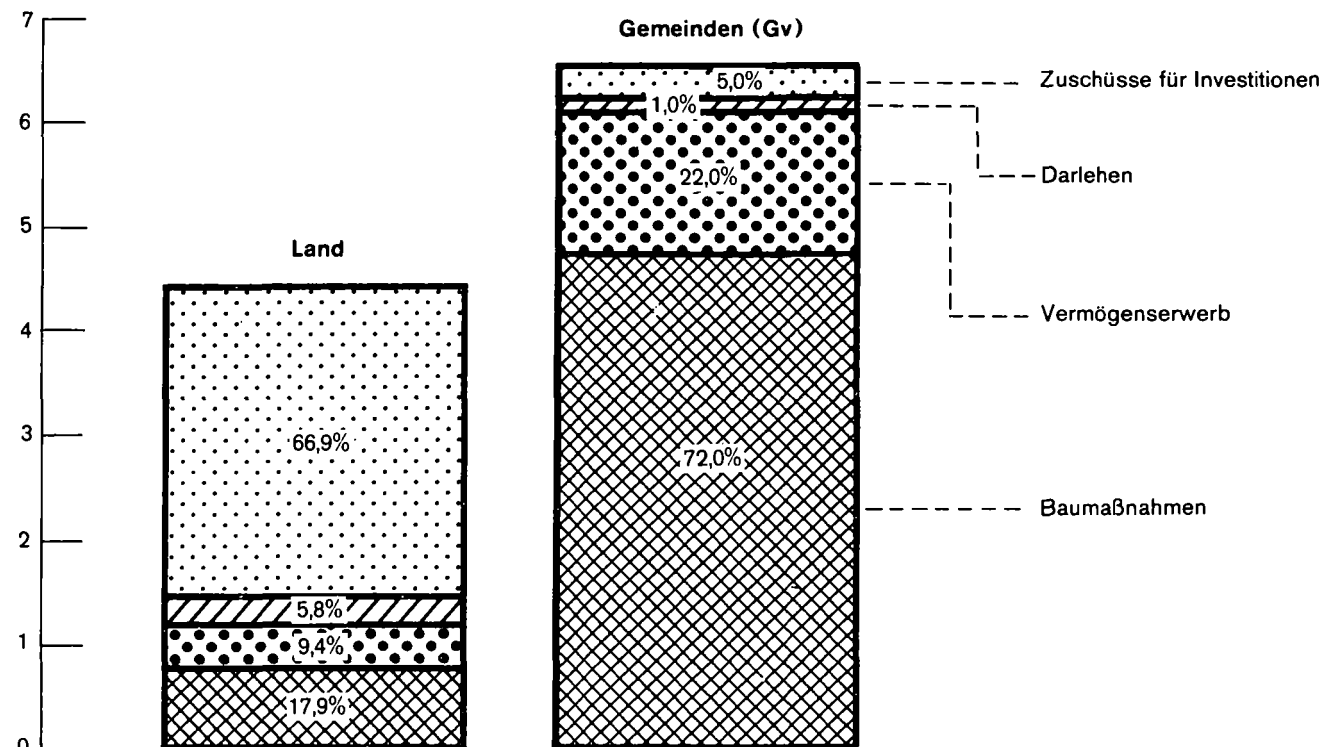 7
6
5
4
3
2
1
0
Land
66,9%
5,8%
9,4%
17,9%
Gemeinden (Gv)
5,0%
1,0%
22,0%
72,0%
Zuschüsse für Investitionen
Darlehen
Vermögenserwerb
Baumaßnahmen